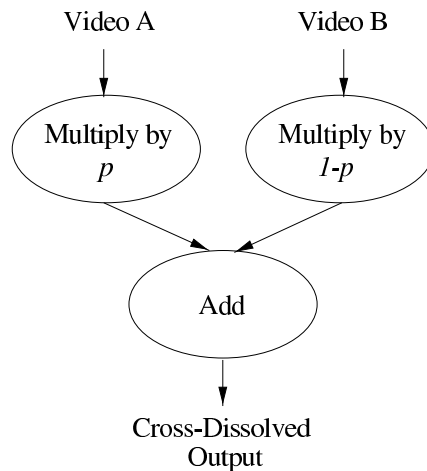 Video A
Video B
Multiply by
p
Multiply by
1-p
Add
Cross-Dissolved
Output